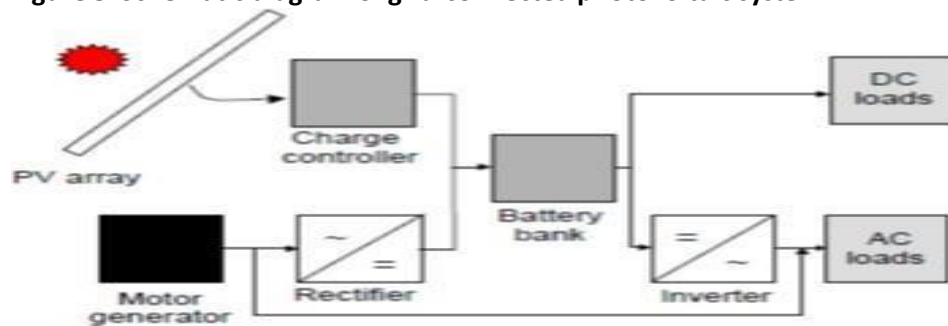 DC
loads
Charge
controller
PV array
Battery
bank
AC
loads
Motor
generator
Rectifier
Inverter